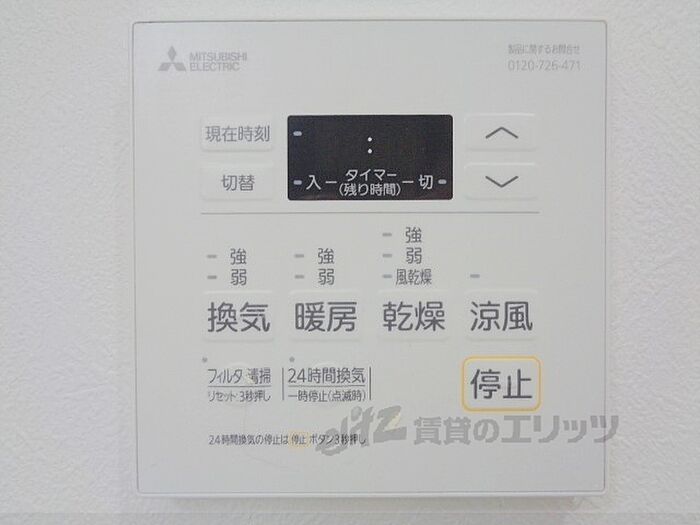 MITSUBISHI
ELECTRIC
製品に関するお問合せ
0120-726-471
現在時刻
切替
:
入 タイマー 切
(残り時間)
強
弱
強
弱
強
弱
風乾燥
換気 暖房 乾燥 涼風
フィルタ清掃
リセット:3秒押し
24時間換気
一時停止(点滅時)
停止
24時間換気の停止は 停止 ボタン3秒押し
elitz 賃貸のエリッツ